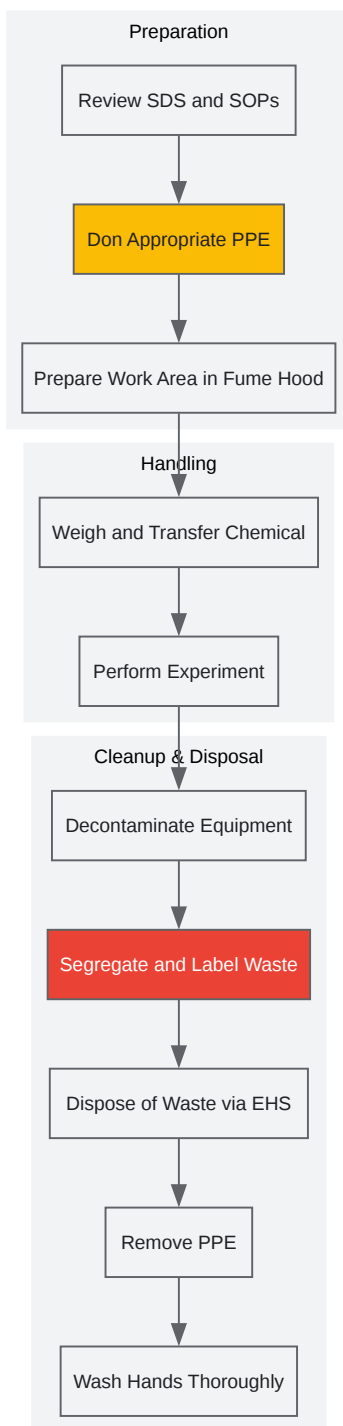 Preparation
Review SDS and SOPs
Don Appropriate PPE
Prepare Work Area in Fume Hood
Handling
Weigh and Transfer Chemical
Perform Experiment
Cleanup & Disposal
Decontaminate Equipment
Segregate and Label Waste
Dispose of Waste via EHS
Remove PPE
Wash Hands Thoroughly